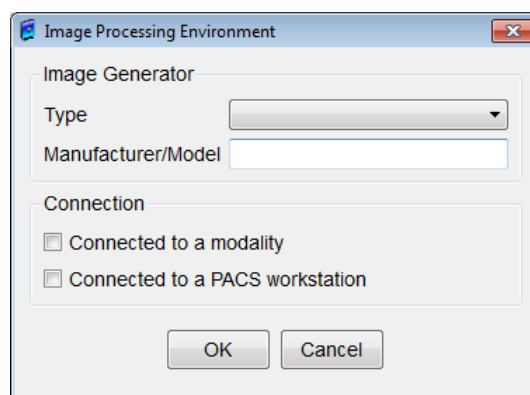 Image Processing Environment
Image Generator
Type
Manufacturer/Model
Connection
Connected to a modality
Connected to a PACS workstation
OK Cancel